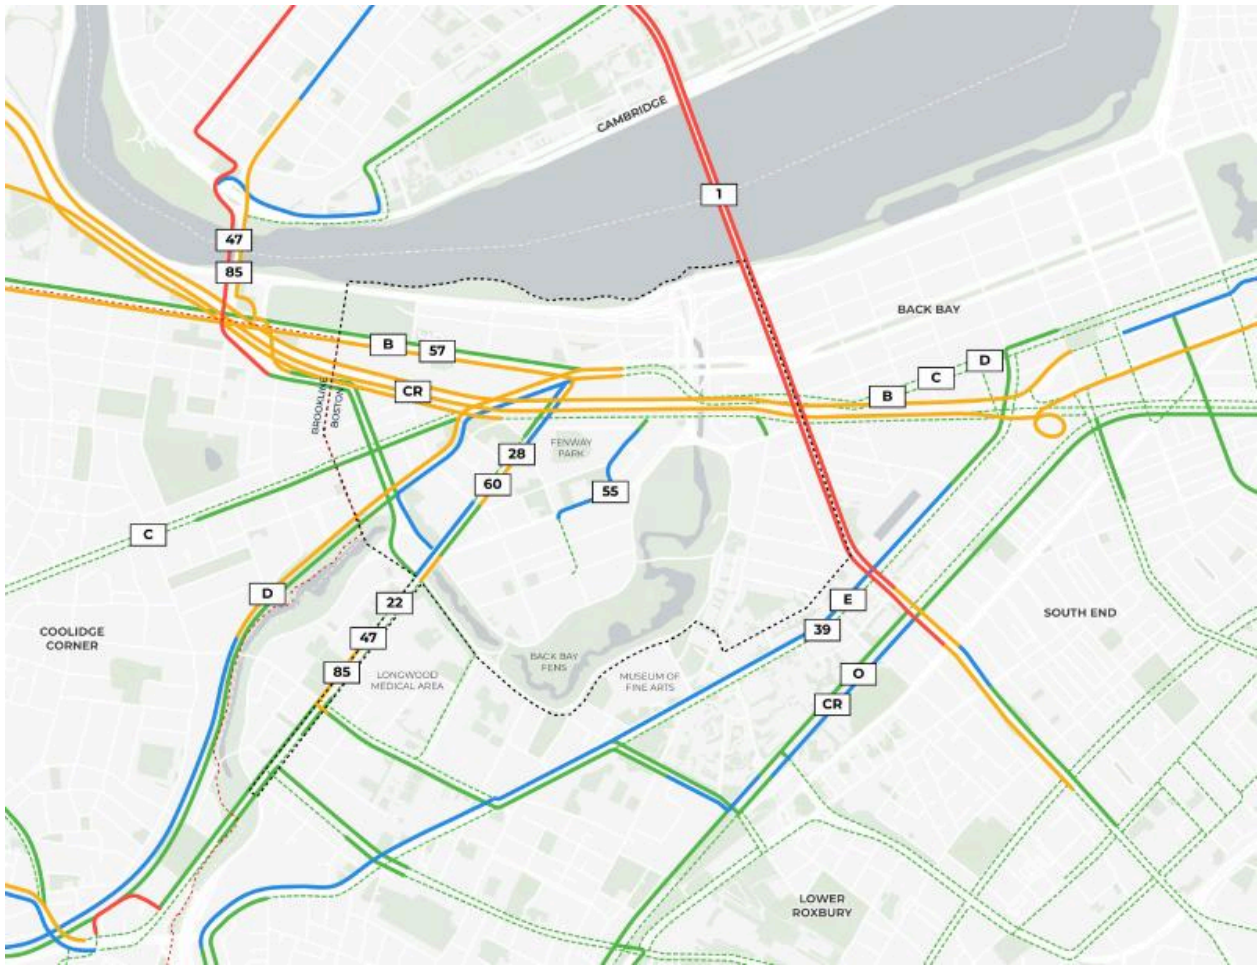 CAMBRIDGE
1
47
85
BACK BAY
B
57
D
C
B
CR
BROOKLINE
BOSTON
FENWAY
PARK
28
60
55
C
D
22
E
COOLIDGE
CORNER
47
39
SOUTH END
85
LONGWOOD
MEDICAL AREA
BACK BAY
FENS
MUSEUM OF
FINE ARTS
O
CR
LOWER
ROXBURY